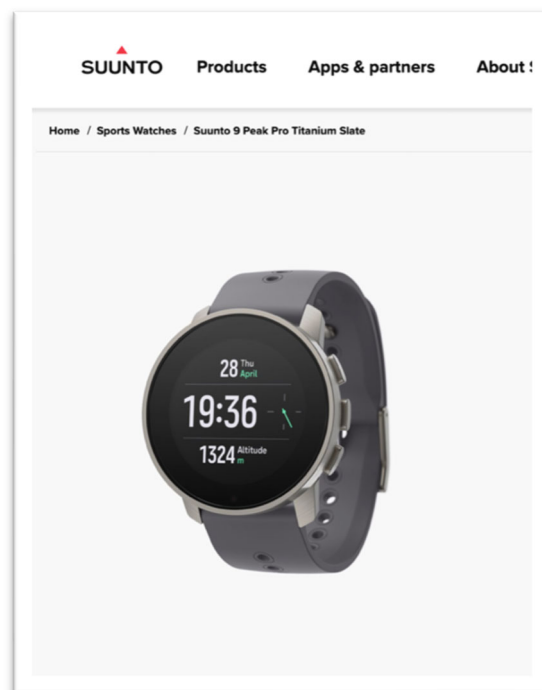 SUUNTO Products Apps & partners About
Home / Sports Watches / Suunto 9 Peak Pro Titanium Slate
28 Thu April
19:36
1324 Altitude m